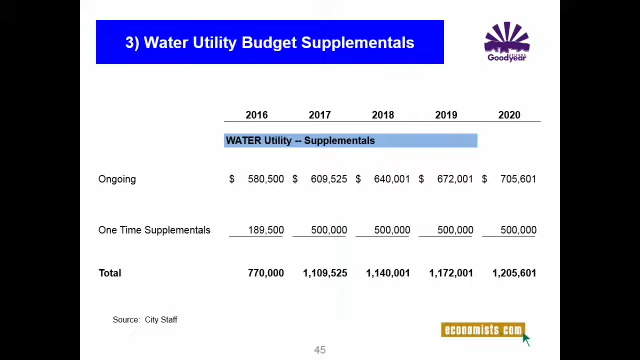 3) Water Utility Budget Supplementals
Goodyear
2016 2017 2018 2019 2020
WATER Utility -- Supplementals
Ongoing $ 580,500 $ 609,525 $ 640,001 $ 672,001 $ 705,601
One Time Supplementals 189,500 500,000 500,000 500,000 500,000
Total 770,000 1,109,525 1,140,001 1,172,001 1,205,601
Source: City Staff
economists.com
45